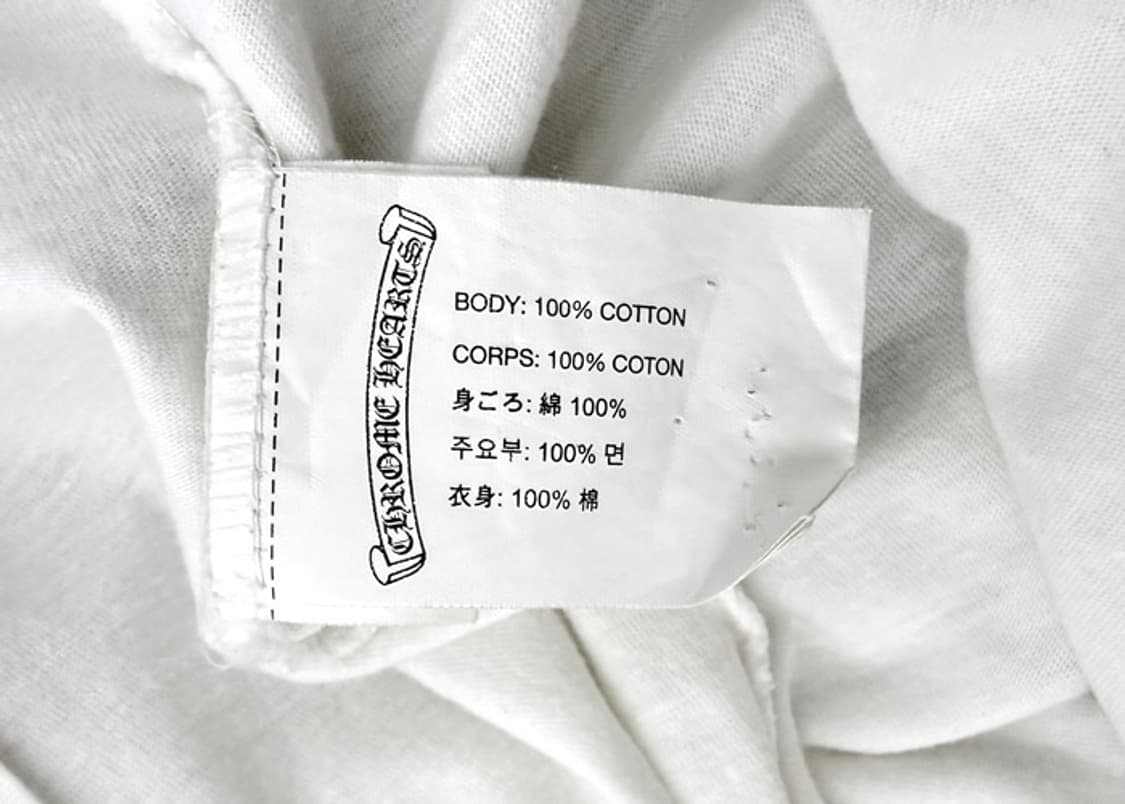 CHROME HEARTS
BODY: 100% COTTON
CORPS: 100% COTON
身ごろ: 綿 100%
주요부: 100% 면
衣身: 100% 棉